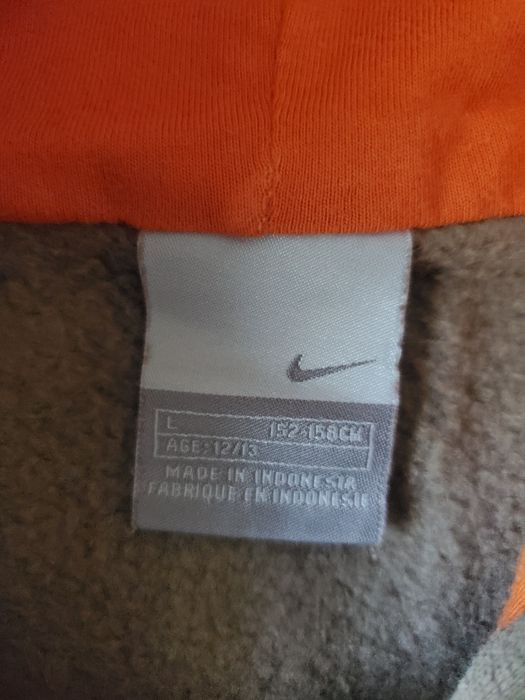 L 152-158CM
AGE: 12/13
MADE IN INDONESIA
FABRIQUE EN INDONESIE